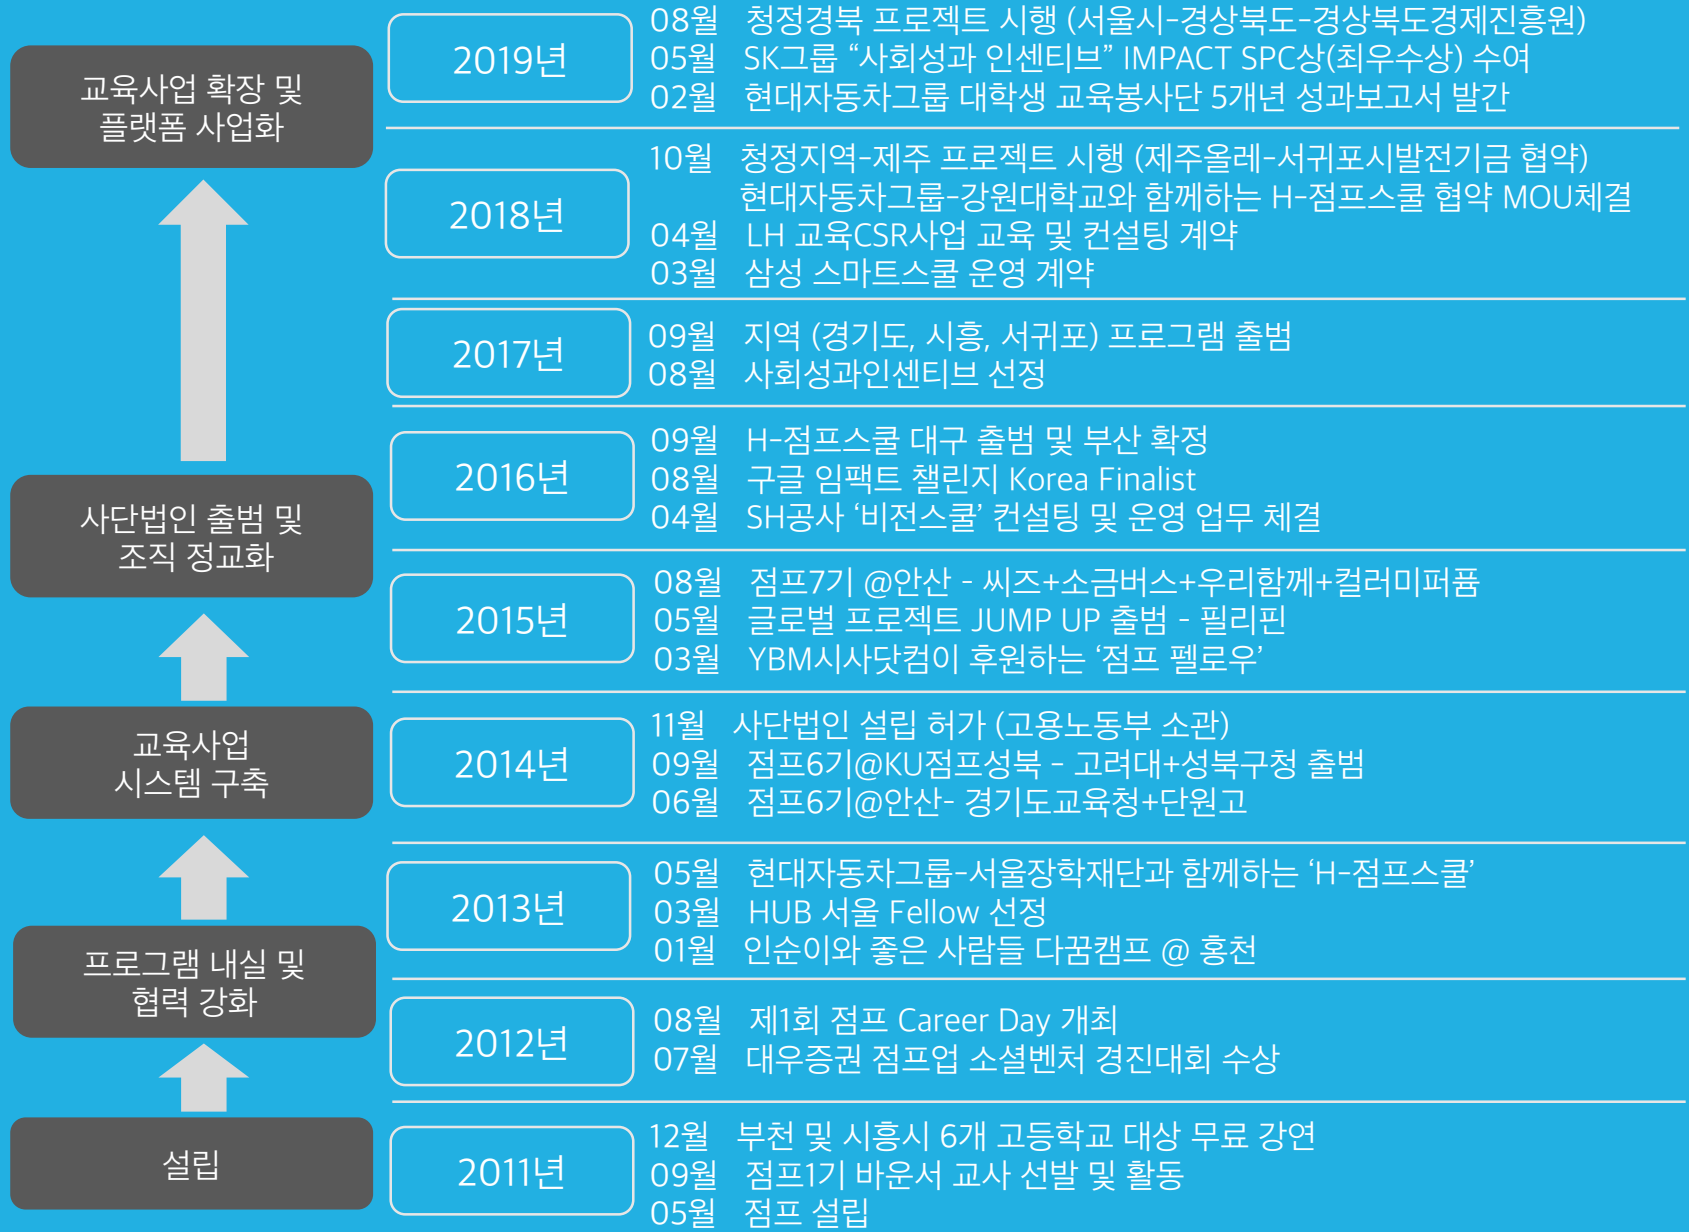 교육사업 확장 및
플랫폼 사업화
사단법인 출범 및
조직 정교화
교육사업
시스템 구축
프로그램 내실 및
협력 강화
설립
2019년
08월 청정경북 프로젝트 시행 (서울시-경상북도-경상북도경제진흥원)
05월 SK그룹 “사회성과 인센티브” IMPACT SPC상(최우수상) 수여
02월 현대자동차그룹 대학생 교육봉사단 5개년 성과보고서 발간
2018년
10월 청정지역-제주 프로젝트 시행 (제주올레-서귀포시발전기금 협약)
현대자동차그룹-강원대학교와 함께하는 H-점프스쿨 협약 MOU체결
04월 LH 교육CSR사업 교육 및 컨설팅 계약
03월 삼성 스마트스쿨 운영 계약
2017년
09월 지역 (경기도, 시흥, 서귀포) 프로그램 출범
08월 사회성과인센티브 선정
2016년
09월 H-점프스쿨 대구 출범 및 부산 확정
08월 구글 임팩트 챌린지 Korea Finalist
04월 SH공사 ‘비전스쿨’ 컨설팅 및 운영 업무 체결
2015년
08월 점프7기 @안산 - 씨즈+소금버스+우리함께+컬러미퍼퓸
05월 글로벌 프로젝트 JUMP UP 출범 - 필리핀
03월 YBM시사닷컴이 후원하는 ‘점프 펠로우’
2014년
11월 사단법인 설립 허가 (고용노동부 소관)
09월 점프6기@KU점프성북 - 고려대+성북구청 출범
06월 점프6기@안산- 경기도교육청+단원고
2013년
05월 현대자동차그룹-서울장학재단과 함께하는 ‘H-점프스쿨’
03월 HUB 서울 Fellow 선정
01월 인순이와 좋은 사람들 다꿈캠프 @ 홍천
2012년
08월 제1회 점프 Career Day 개최
07월 대우증권 점프업 소셜벤처 경진대회 수상
2011년
12월 부천 및 시흥시 6개 고등학교 대상 무료 강연
09월 점프1기 바운서 교사 선발 및 활동
05월 점프 설립